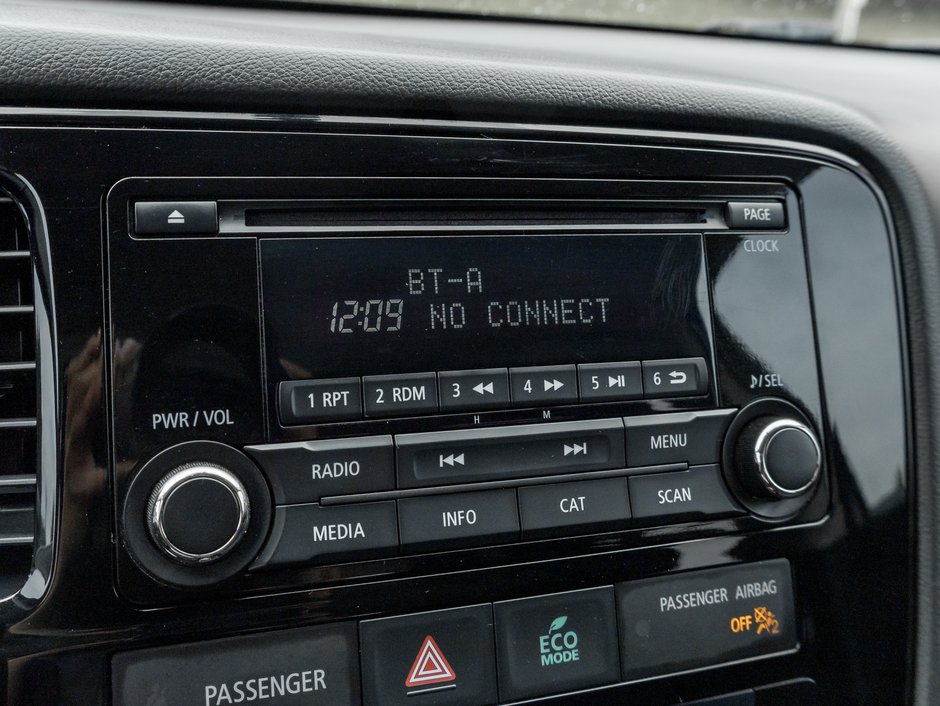 PAGE
CLOCK
BT-A
12:09 NO CONNECT
1 RPT 2 RDM 3 4 5 6
H M
♪/SEL
PWR / VOL
RADIO MENU
MEDIA INFO CAT SCAN
PASSENGER AIRBAG
OFF 2
ECO
MODE
PASSENGER